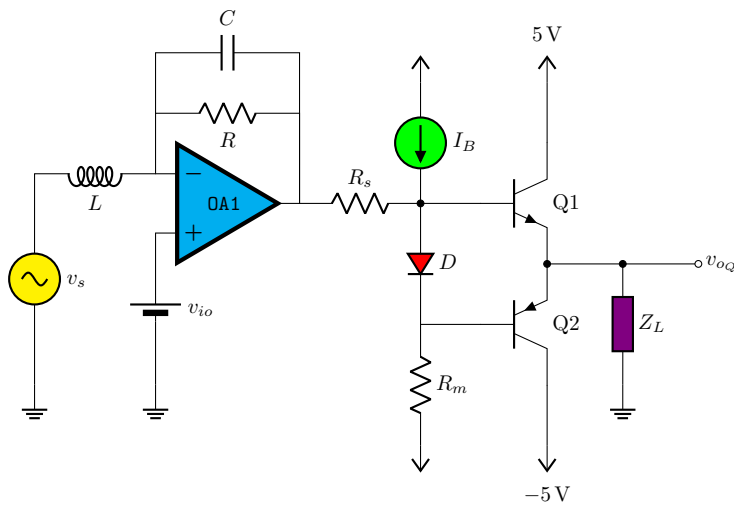 C
5 V
R
I_B
L
− OA1 +
R_s
Q1
v_s
D
v_{o_Q}
v_{io}
Q2
Z_L
R_m
−5 V